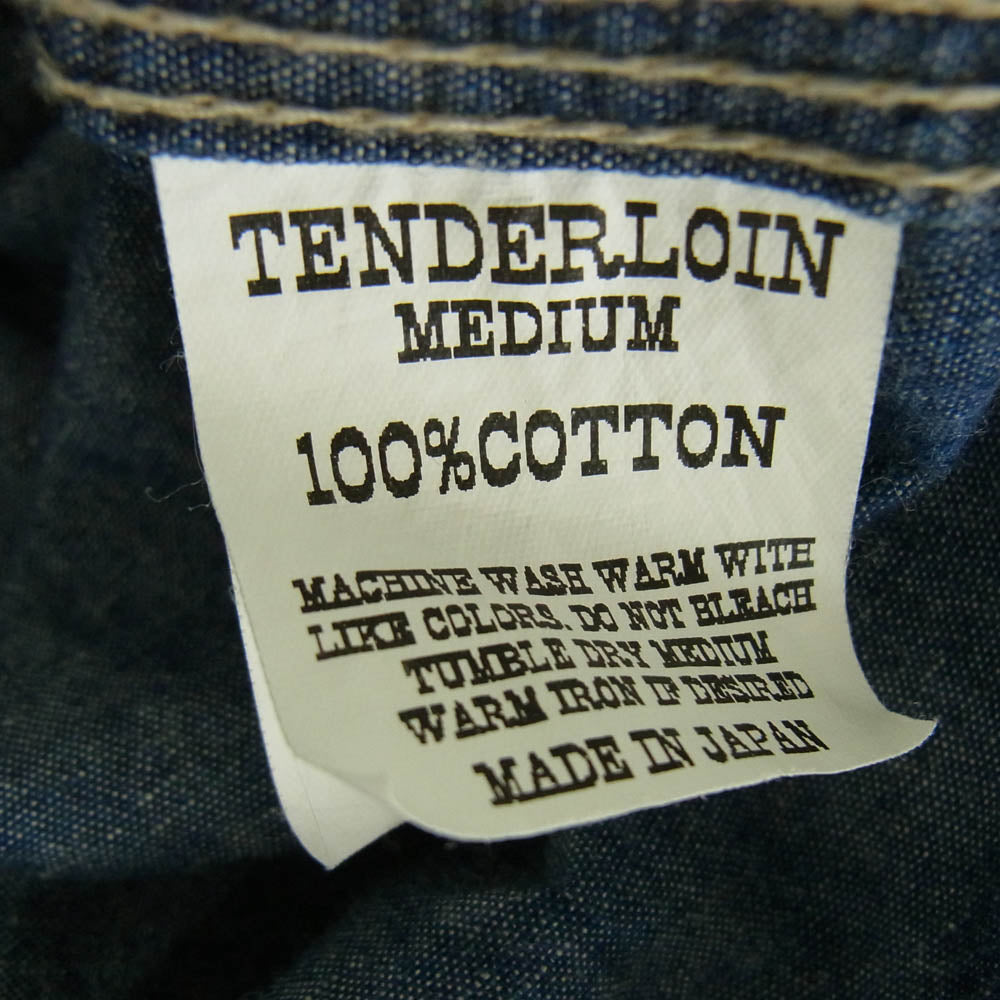 TENDERLOIN
MEDIUM
100%COTTON
MACHINE WASH WARM WITH
LIKE COLORS. DO NOT BLEACH
TUMBLE DRY MEDIUM
WARM IRON IF DESIRED
MADE IN JAPAN